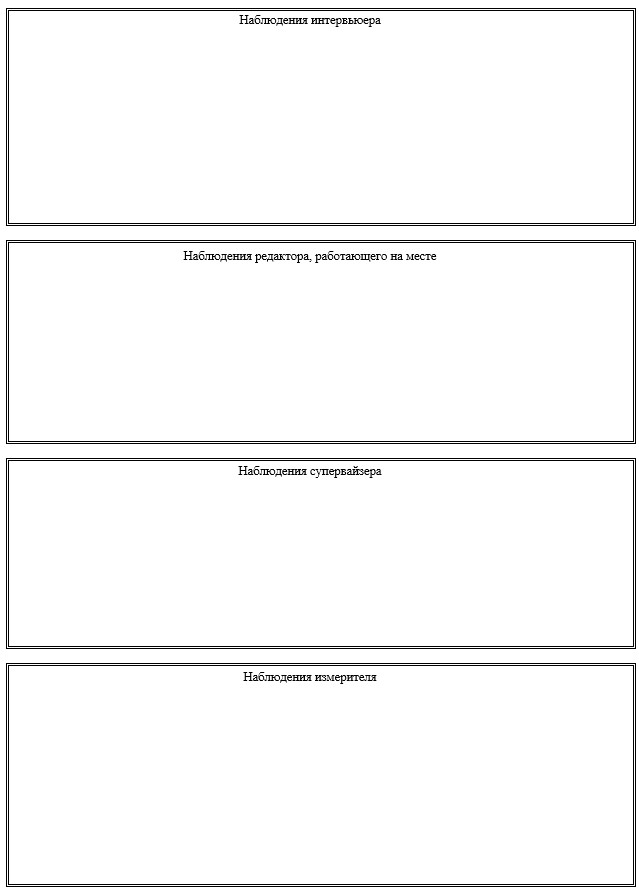 Наблюдения интервьюера
Наблюдения редактора, работающего на месте
Наблюдения супервайзера
Наблюдения измерителя